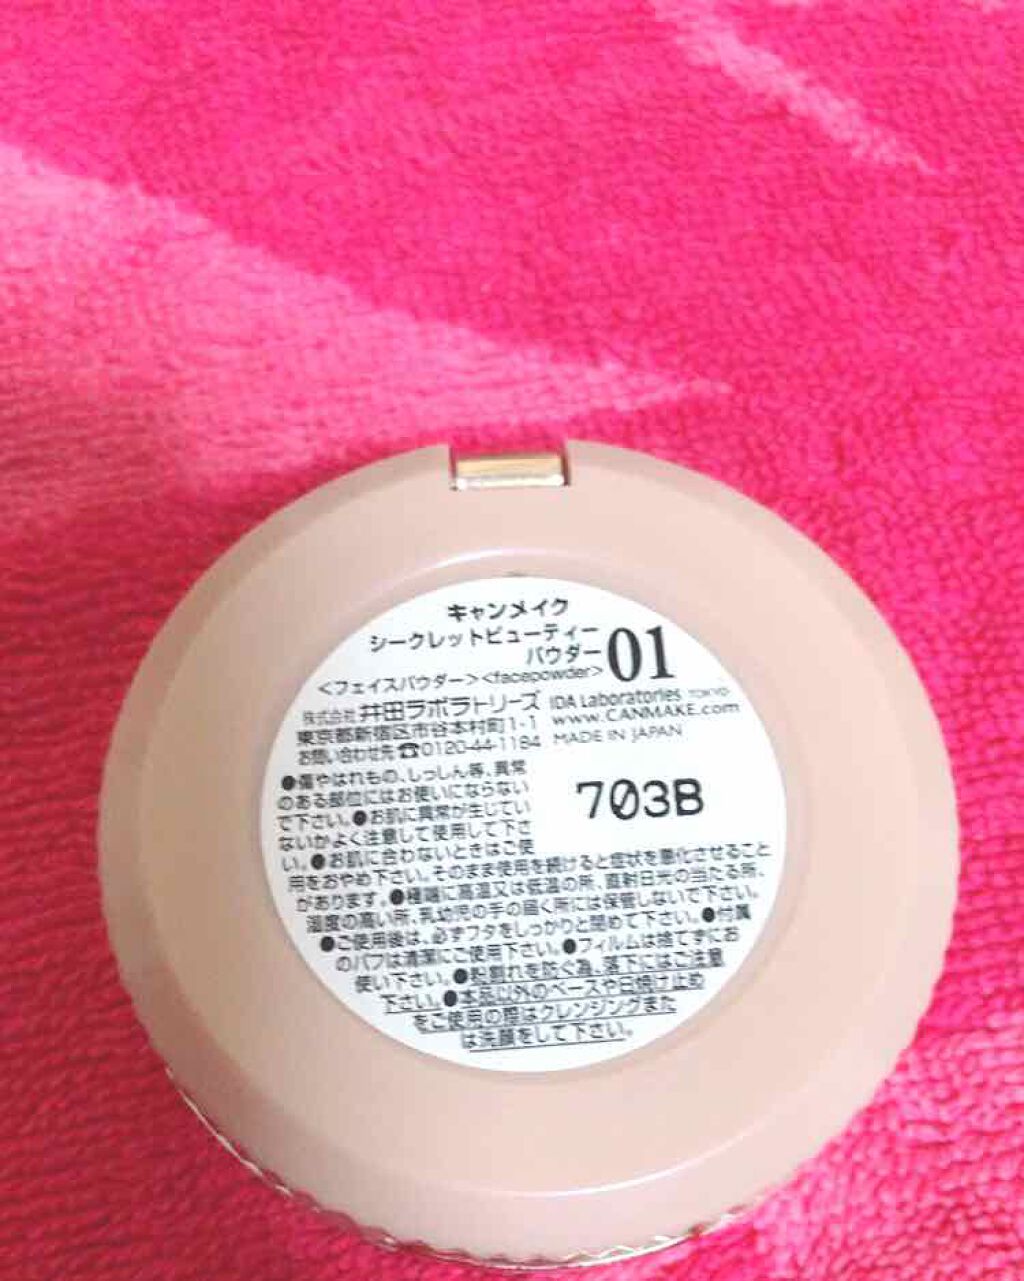 キャンメイク
シークレットビューティー
パウダー
01
<フェイスパウダー><facepowder>
株式会社 井田ラボラトリーズ IDA Laboratories TOKYO
東京都新宿区市谷本村町1-1 www.CANMAKE.com
お問い合わせ先☎0120-44-1184 MADE IN JAPAN
●傷やはれもの、しっしん等、異常
のある部位にはお使いにならない
で下さい。●お肌に異常が生じてい
ないかよく注意して使用して下さ
い。●お肌に合わないときはご使
703B
用をおやめ下さい。そのまま使用を続けると症状を悪化させること
があります。●極端に高温又は低温の所、直射日光の当たる所、
湿度の高い所、乳幼児の手の届く所には保管しないで下さい。
●ご使用後は、必ずフタをしっかりと閉めて下さい。●付属
のパフは清潔にご使用下さい。●フィルムは捨てずにお
使い下さい。●粉割れを防ぐ為、落下にはご注意
下さい。●本品以外のベースや日焼け止め
をご使用の際はクレンジングまた
は洗顔をして下さい。